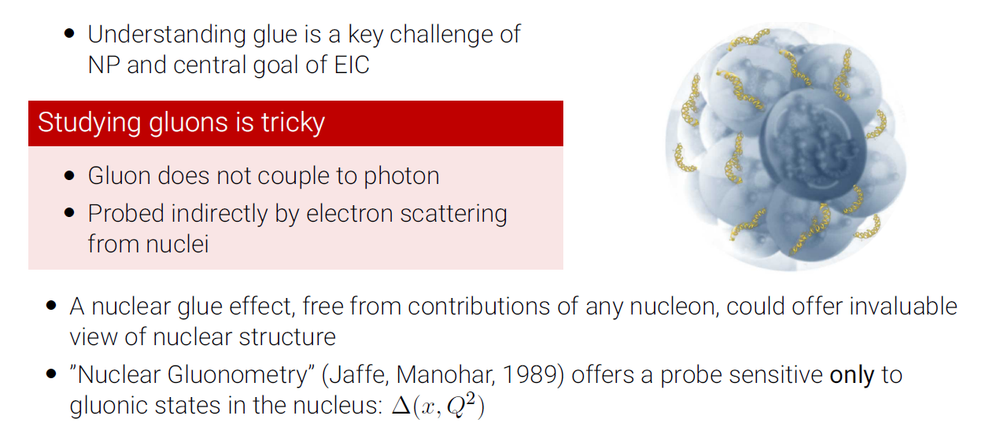 • Understanding glue is a key challenge of
NP and central goal of EIC
Studying gluons is tricky
• Gluon does not couple to photon
• Probed indirectly by electron scattering
from nuclei
• A nuclear glue effect, free from contributions of any nucleon, could offer invaluable
view of nuclear structure
• ”Nuclear Gluonometry” (Jaffe, Manohar, 1989) offers a probe sensitive only to
gluonic states in the nucleus: Δ(x, Q²)